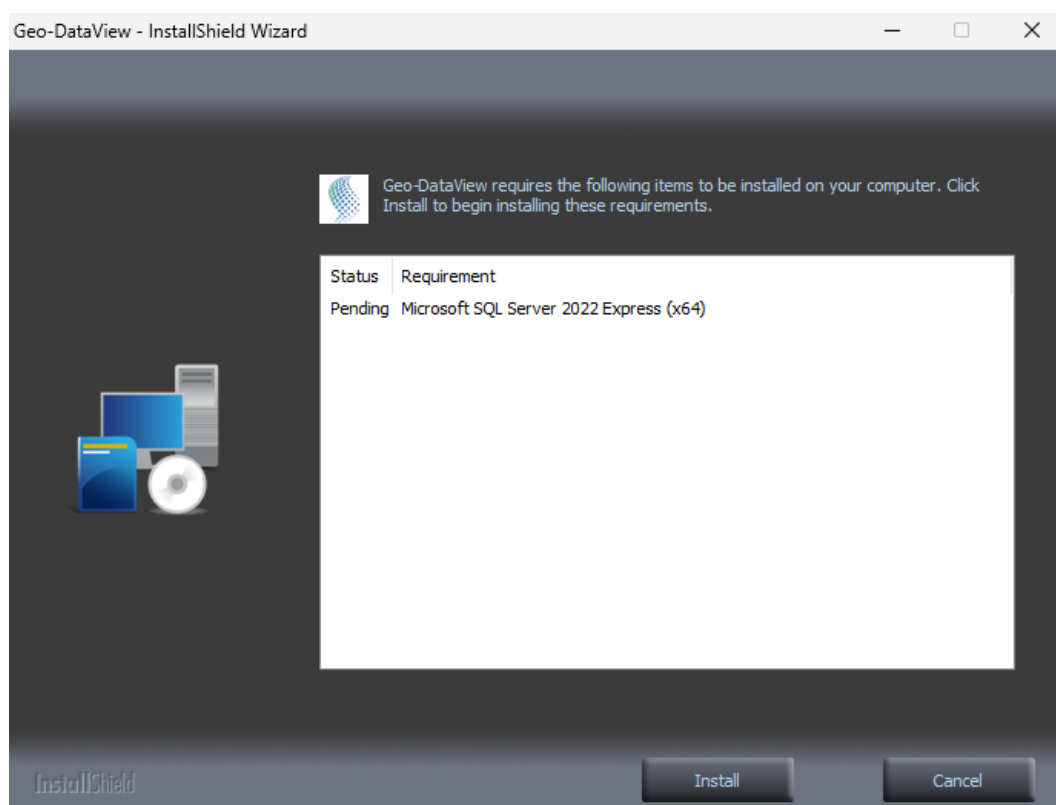 Geo-DataView - InstallShield Wizard
Geo-DataView requires the following items to be installed on your computer. Click
Install to begin installing these requirements.
Status Requirement
Pending Microsoft SQL Server 2022 Express (x64)
InstallShield
Install
Cancel